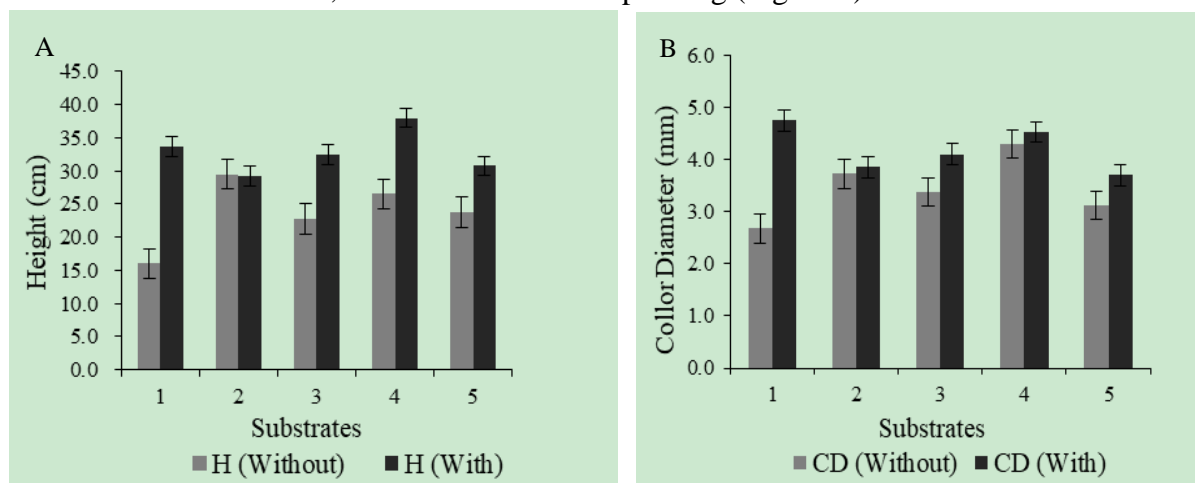 A
45.0
40.0
35.0
30.0
25.0
20.0
15.0
10.0
5.0
0.0
Height (cm)
1 2 3 4 5
Substrates
H (Without) H (With)
B
6.0
5.0
4.0
3.0
2.0
1.0
0.0
Collor Diameter (mm)
1 2 3 4 5
Substrates
CD (Without) CD (With)